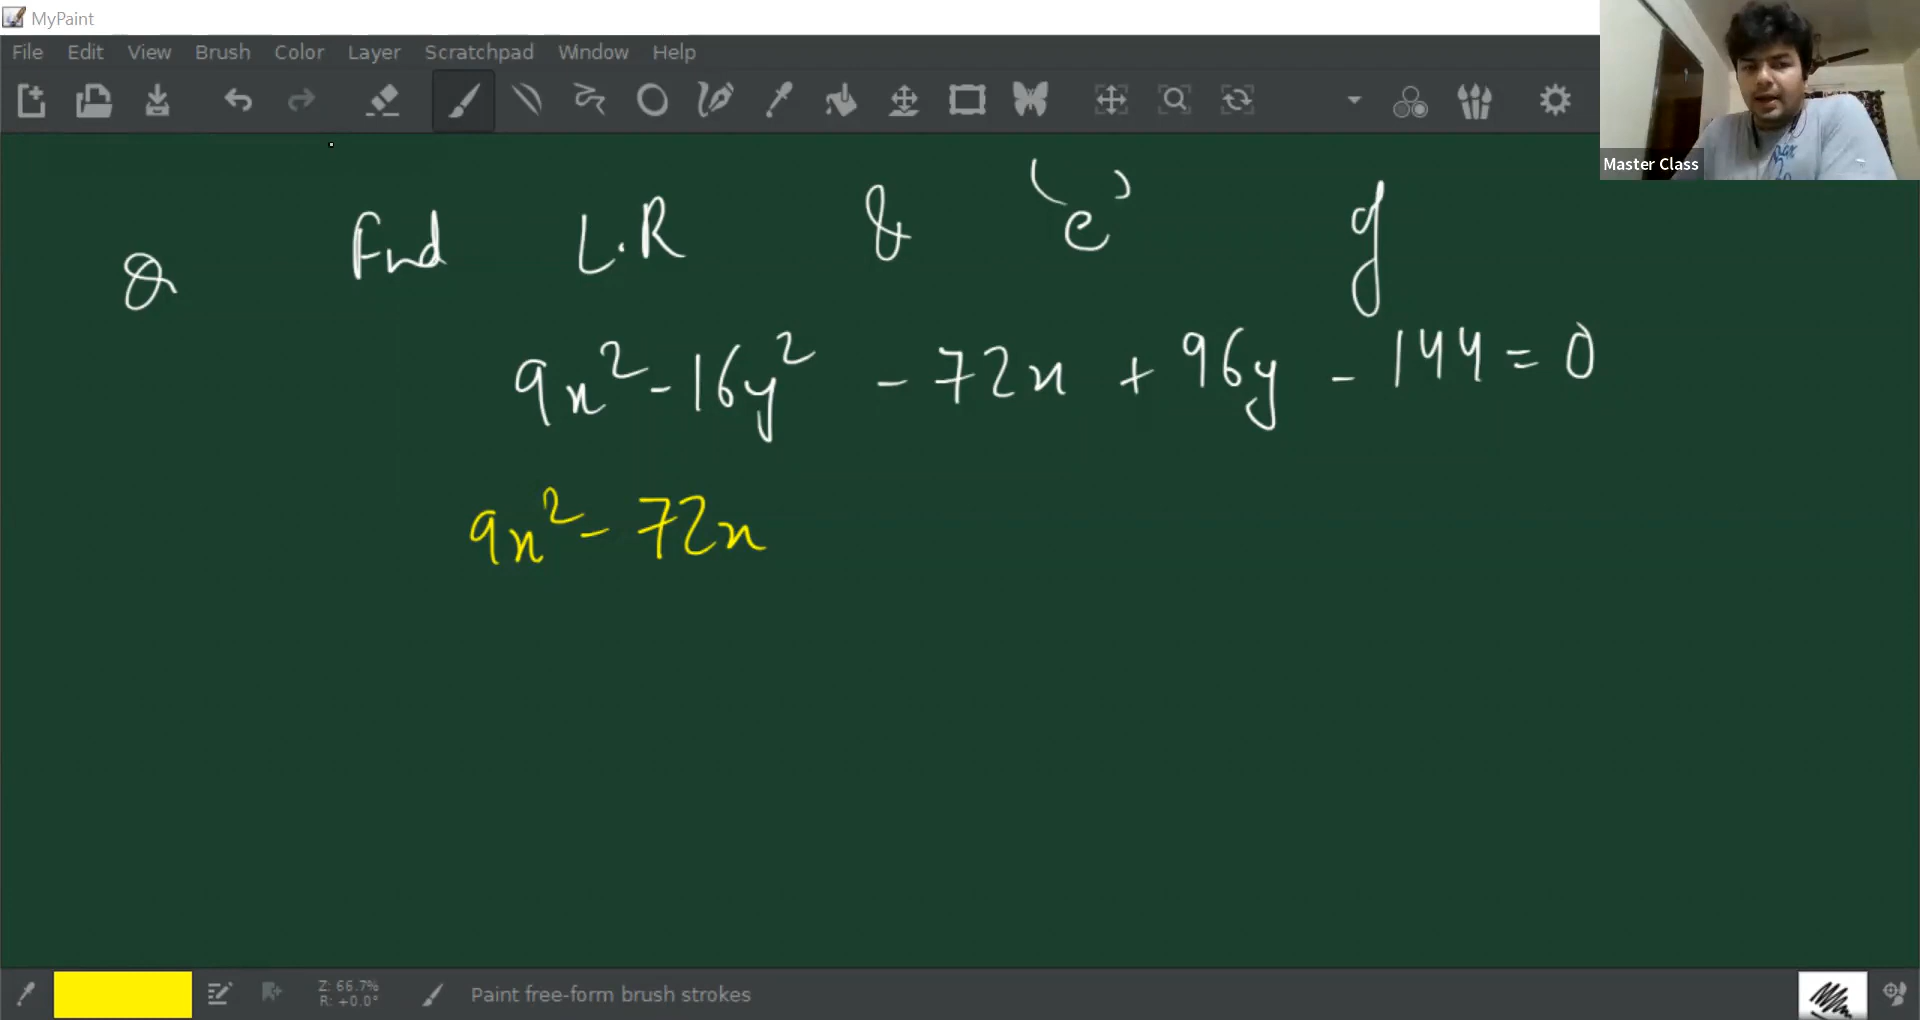 MyPaint
File Edit View Brush Color Layer Scratchpad Window Help
Master Class
Q Find L.R & 'e' of
9x² - 16y² - 72x + 96y - 144 = 0
9x² - 72x
Z: 66.7%
R: +0.0°
Paint free-form brush strokes